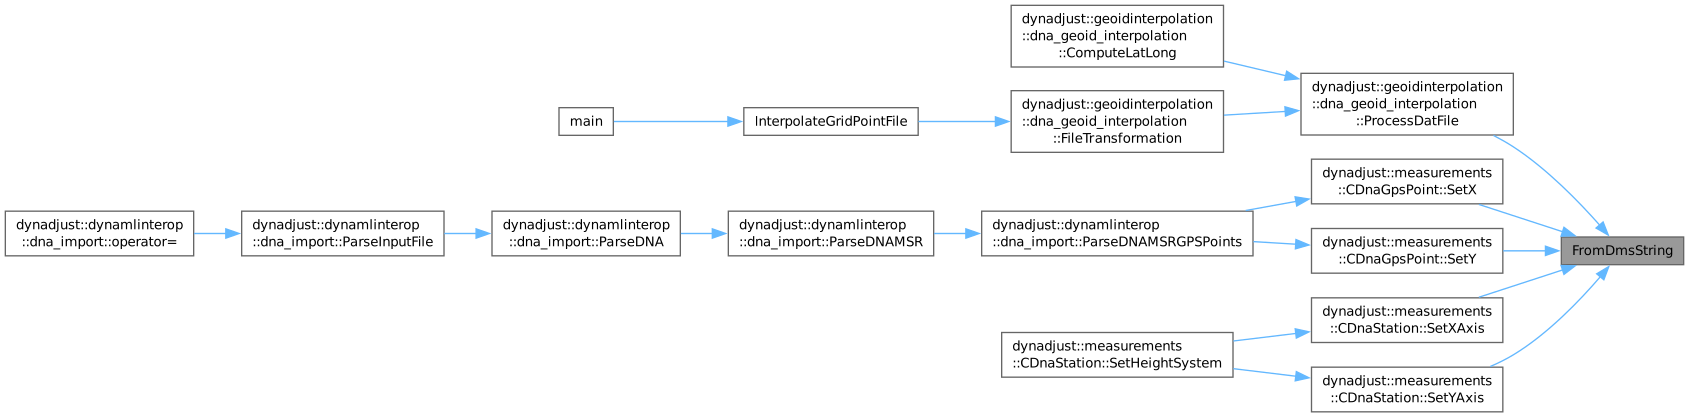 dynadjust::geoidinterpolation
::dna_geoid_interpolation
::ComputeLatLong
dynadjust::geoidinterpolation
::dna_geoid_interpolation
::ProcessDatFile
main
InterpolateGridPointFile
dynadjust::geoidinterpolation
::dna_geoid_interpolation
::FileTransformation
dynadjust::measurements
::CDnaGpsPoint::SetX
dynadjust::dynamlinterop
::dna_import::operator=
dynadjust::dynamlinterop
::dna_import::ParseInputFile
dynadjust::dynamlinterop
::dna_import::ParseDNA
dynadjust::dynamlinterop
::dna_import::ParseDNAMSR
dynadjust::dynamlinterop
::dna_import::ParseDNAMSRGPSPoints
dynadjust::measurements
::CDnaGpsPoint::SetY
FromDmsString
dynadjust::measurements
::CDnaStation::SetXAxis
dynadjust::measurements
::CDnaStation::SetHeightSystem
dynadjust::measurements
::CDnaStation::SetYAxis